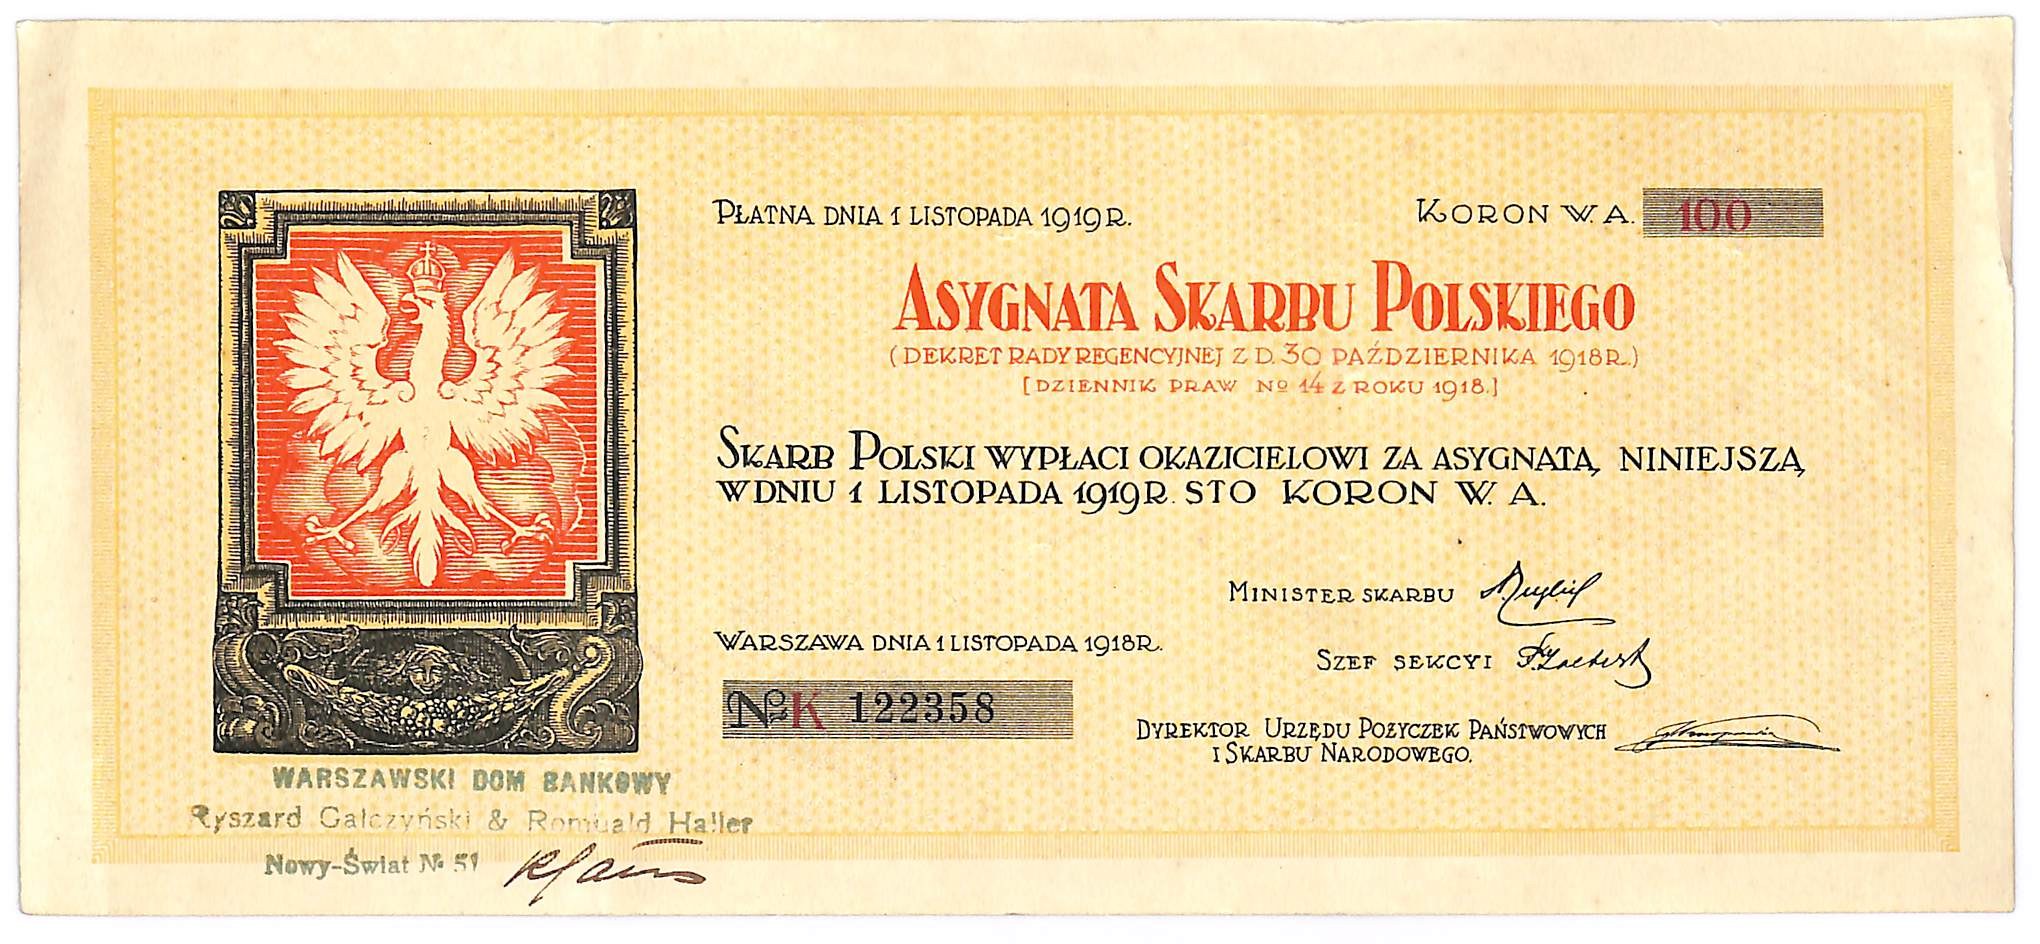 PŁATNA DNIA 1 LISTOPADA 1919 R.
KORON W. A. 100
ASYGNATA SKARBU POLSKIEGO
(DEKRET RADY REGENCYJNEJ Z D. 30 PAŹDZIERNIKA 1918 R.)
[DZIENNIK PRAW No 14 Z ROKU 1918.]
SKARB POLSKI WYPŁACI OKAZICIELOWI ZA ASYGNATĄ NINIEJSZĄ
W DNIU 1 LISTOPADA 1919 R. STO KORON W. A.
MINISTER SKARBU
WARSZAWA DNIA 1 LISTOPADA 1918 R.
SZEF SEKCYI
No K 122358
DYREKTOR URZĘDU POŻYCZEK PAŃSTWOWYCH
I SKARBU NARODOWEGO.
WARSZAWSKI DOM BANKOWY
Ryszard Gałczyński & Romuald Haller
Nowy-Świat № 51